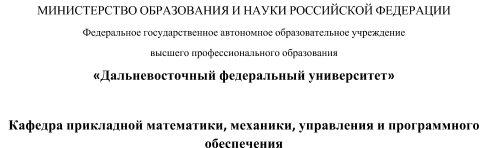 МИНИСТЕРСТВО ОБРАЗОВАНИЯ И НАУКИ РОССИЙСКОЙ ФЕДЕРАЦИИ
Федеральное государственное автономное образовательное учреждение
высшего профессионального образования
«Дальневосточный федеральный университет»
Кафедра прикладной математики, механики, управления и программного
обеспечения